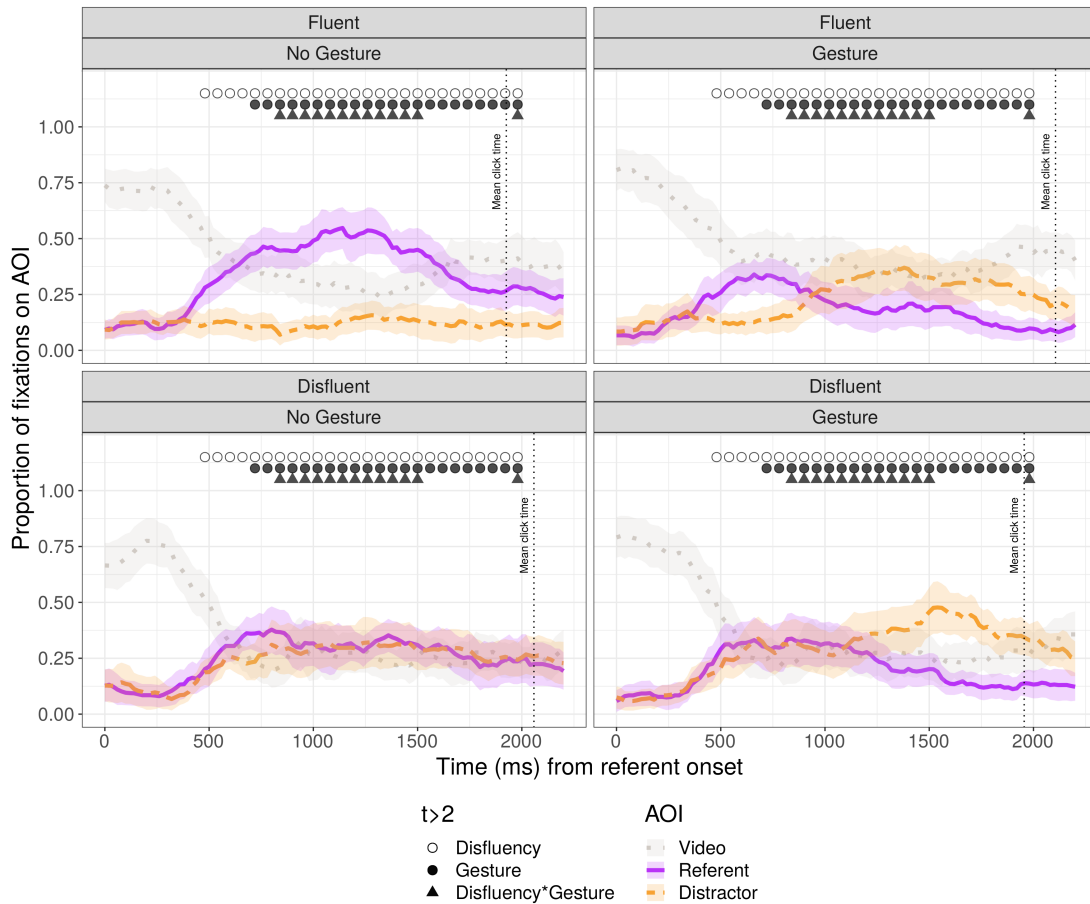 Fluent
Fluent
No Gesture
Gesture
Mean click time
Mean click time
1.00
0.75
0.50
0.25
0.00
Disfluent
Disfluent
No Gesture
Gesture
Mean click time
Mean click time
1.00
0.75
0.50
0.25
0.00
Proportion of fixations on AOI
0 500 1000 1500 2000
0 500 1000 1500 2000
Time (ms) from referent onset
t>2
Disfluency
Gesture
Disfluency*Gesture
AOI
Video
Referent
Distractor